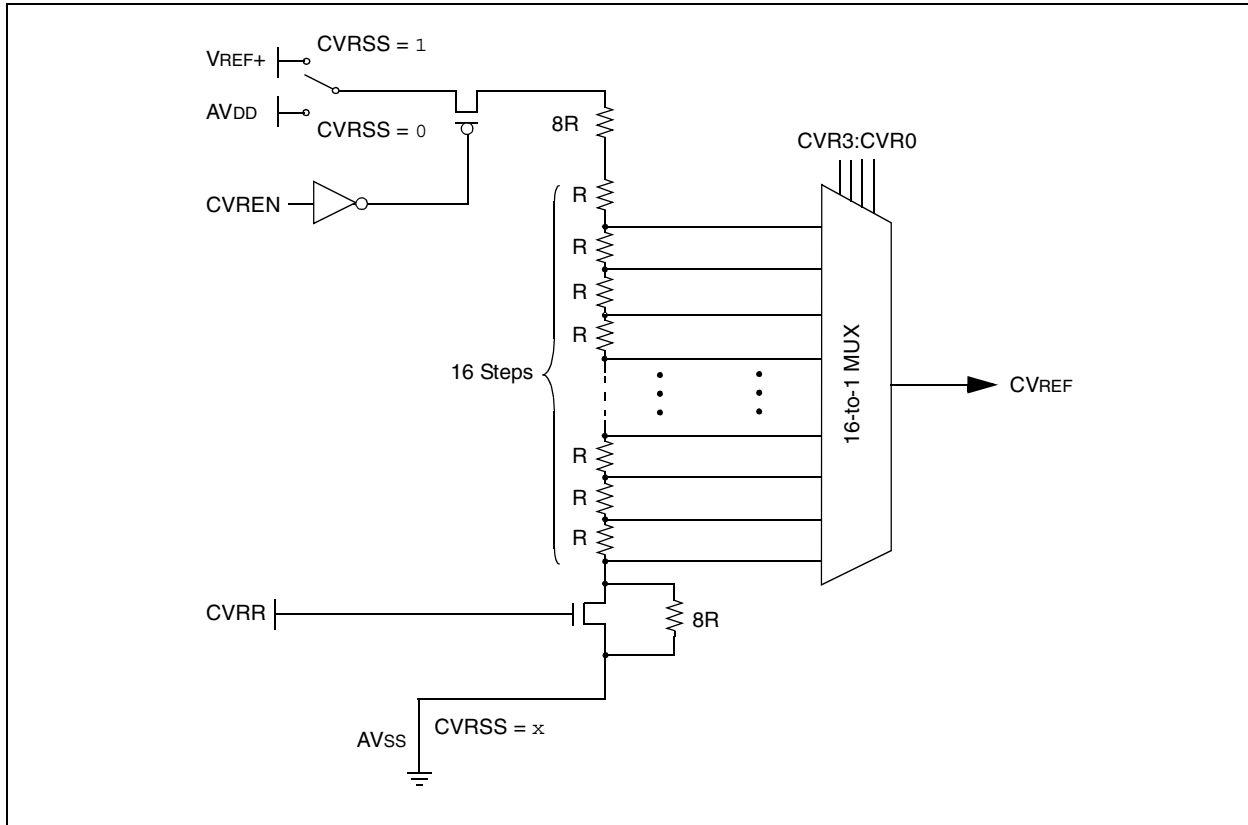 CVRSS = 1
VREF+
AVDD
CVRSS = 0
8R
CVR3:CVR0
CVREN
R
R
R
R
16 Steps
16-to-1 MUX
CVREF
R
R
R
CVRR
8R
CVRSS = x
AVSS